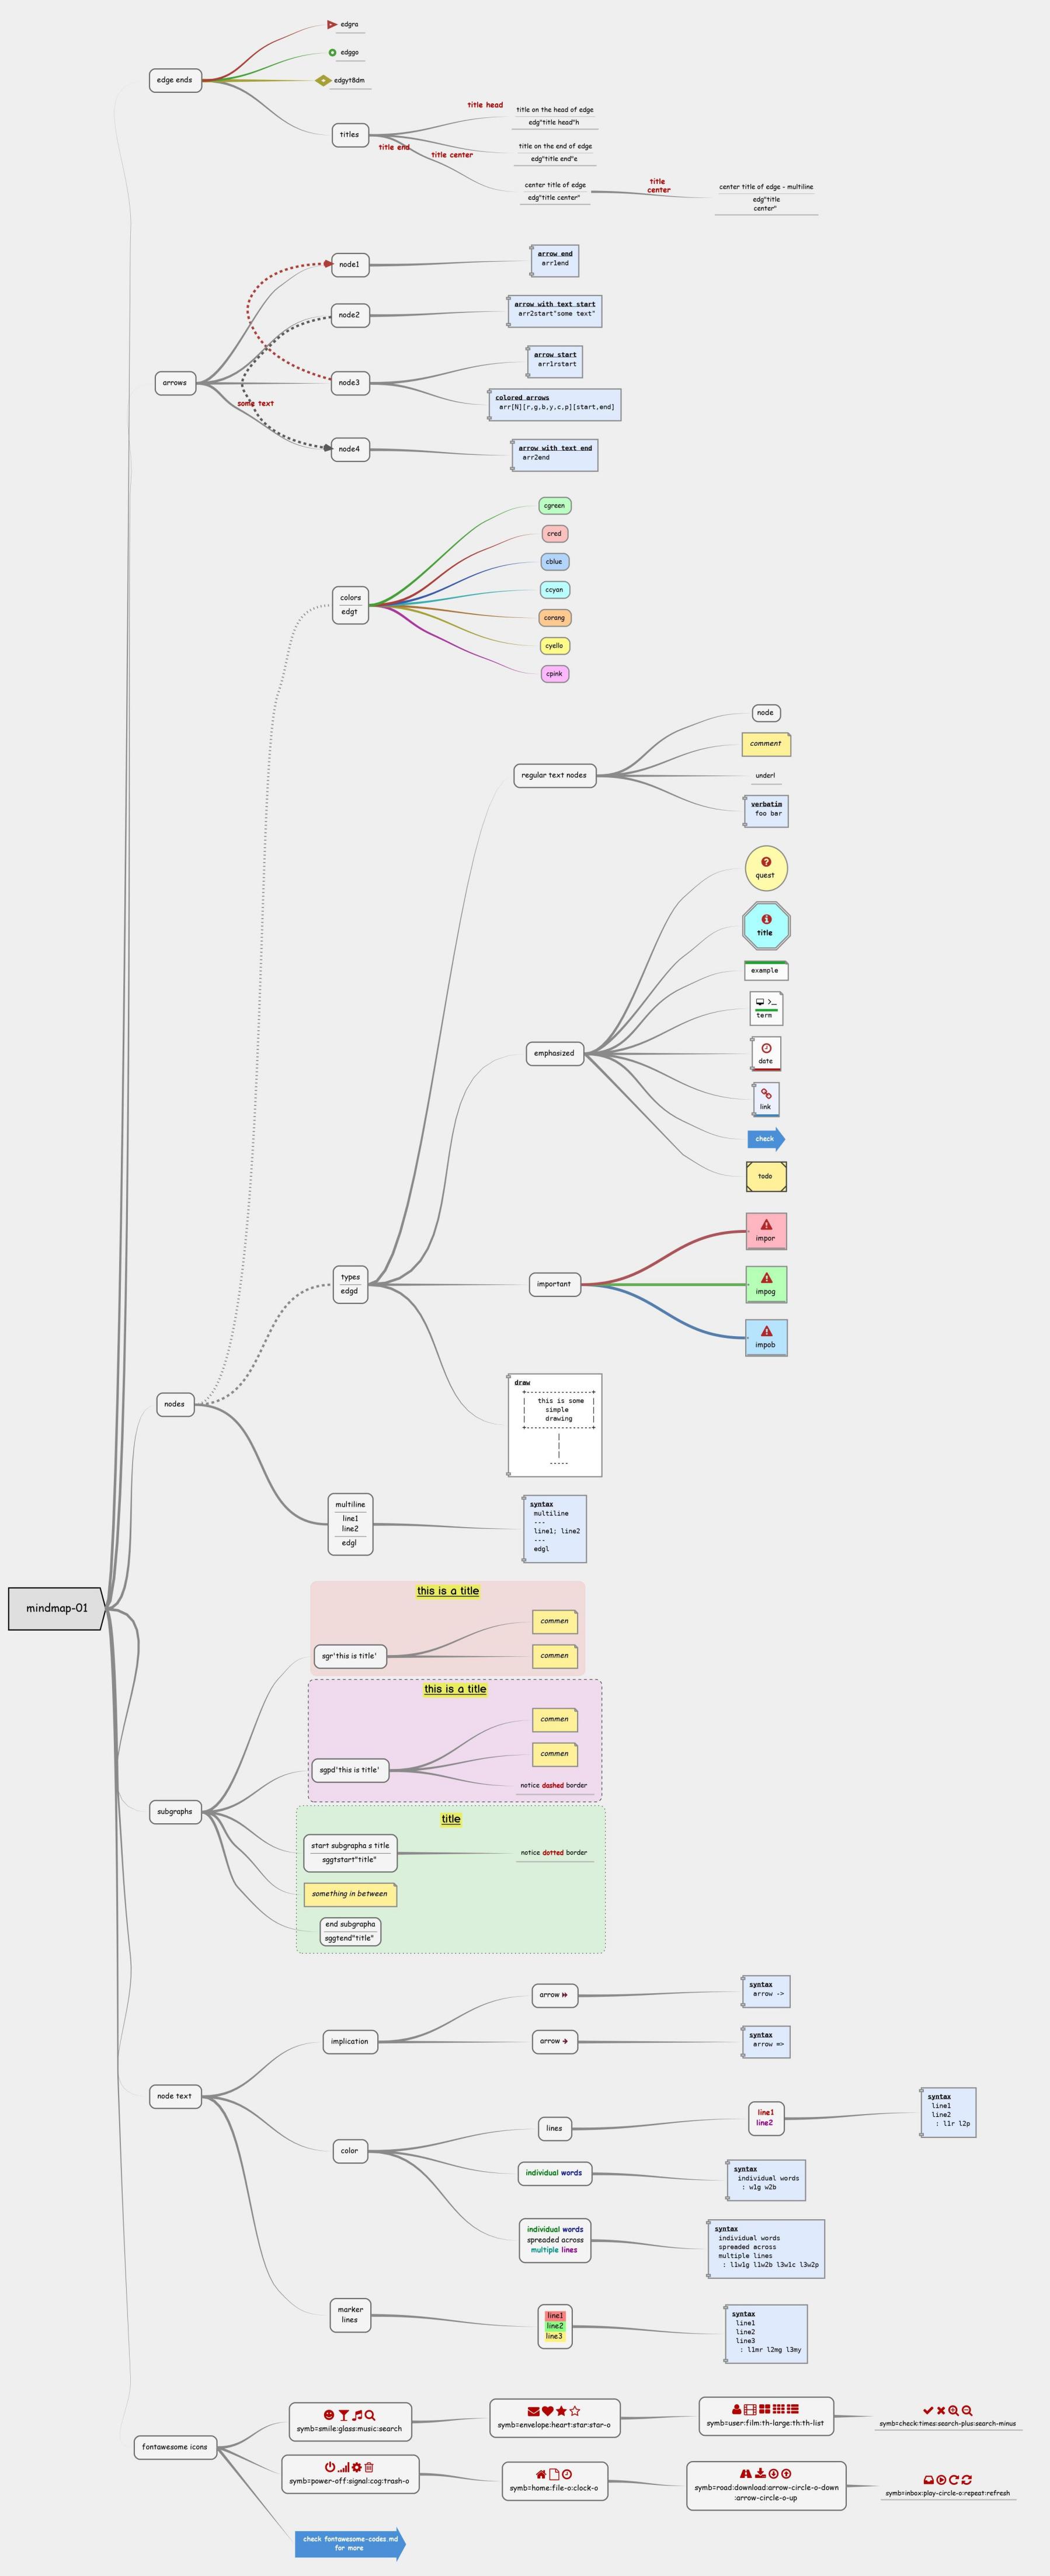 edgra
edggo
edge ends
edgyt8dm
title head
title on the head of edge
edg"title head"h
titles
title end
title on the end of edge
edg"title end"e
title center
center title of edge
edg"title center"
title
center
center title of edge - multiline
edg"title
center"
node1
arrow end
arr1end
node2
arrow with text start
arr2start"some text"
arrows
node3
arrow start
arr1rstart
colored arrows
arr[N][r,g,b,y,c,p][start,end]
some text
node4
arrow with text end
arr2end
cgreen
cred
cblue
ccyan
colors
edgt
corang
cyello
cpink
node
comment
regular text nodes
underl
verbatim
foo bar
quest
title
example
term
emphasized
date
link
check
todo
impor
types
edgd
important
impog
impob
draw
+-----------------+
|   this is some  |
|     simple      |
|     drawing     |
+-----------------+
|
|
|
-----
nodes
multiline
line1
line2
edgl
syntax
multiline
---
line1; line2
---
edgl
mindmap-01
this is a title
commen
sgr'this is title'
commen
this is a title
commen
commen
sgpd'this is title'
notice dashed border
subgraphs
title
start subgrapha s title
sggtstart"title"
notice dotted border
something in between
end subgrapha
sggtend"title"
arrow
syntax
arrow ->
implication
arrow
syntax
arrow =>
node text
color
lines
line1
line2
syntax
line1
line2
: l1r l2p
individual words
syntax
individual words
: w1g w2b
individual words
spreaded across
multiple lines
syntax
individual words
spreaded across
multiple lines
: l1w1g l1w2b l3w1c l3w2p
marker
lines
line1
line2
line3
syntax
line1
line2
line3
: l1mr l2mg l3my
fontawesome icons
symb=smile:glass:music:search
symb=envelope:heart:star:star-o
symb=user:film:th-large:th:th-list
symb=check:times:search-plus:search-minus
symb=power-off:signal:cog:trash-o
symb=home:file-o:clock-o
symb=road:download:arrow-circle-o-down
:arrow-circle-o-up
symb=inbox:play-circle-o:repeat:refresh
check fontawesome-codes.md
for more